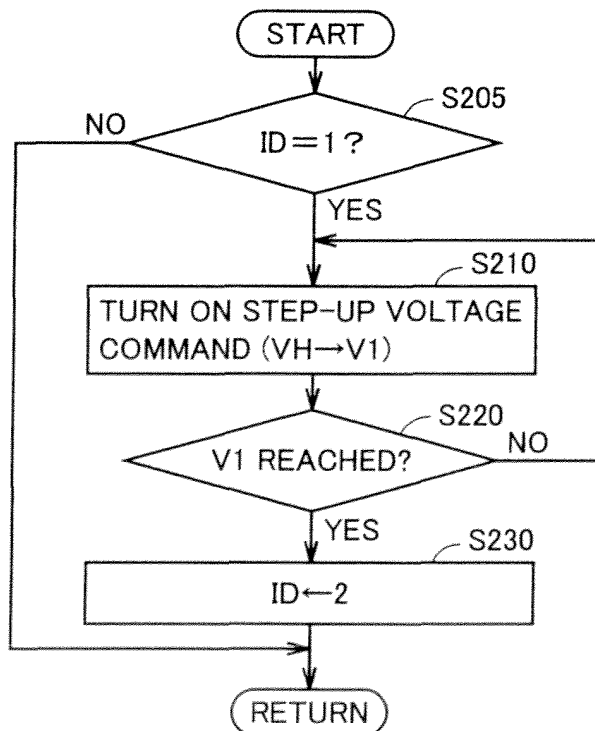 START
S205
NO
ID=1?
YES
S210
TURN ON STEP-UP VOLTAGE
COMMAND (VH→V1)
S220
V1 REACHED?
NO
YES
S230
ID←2
RETURN